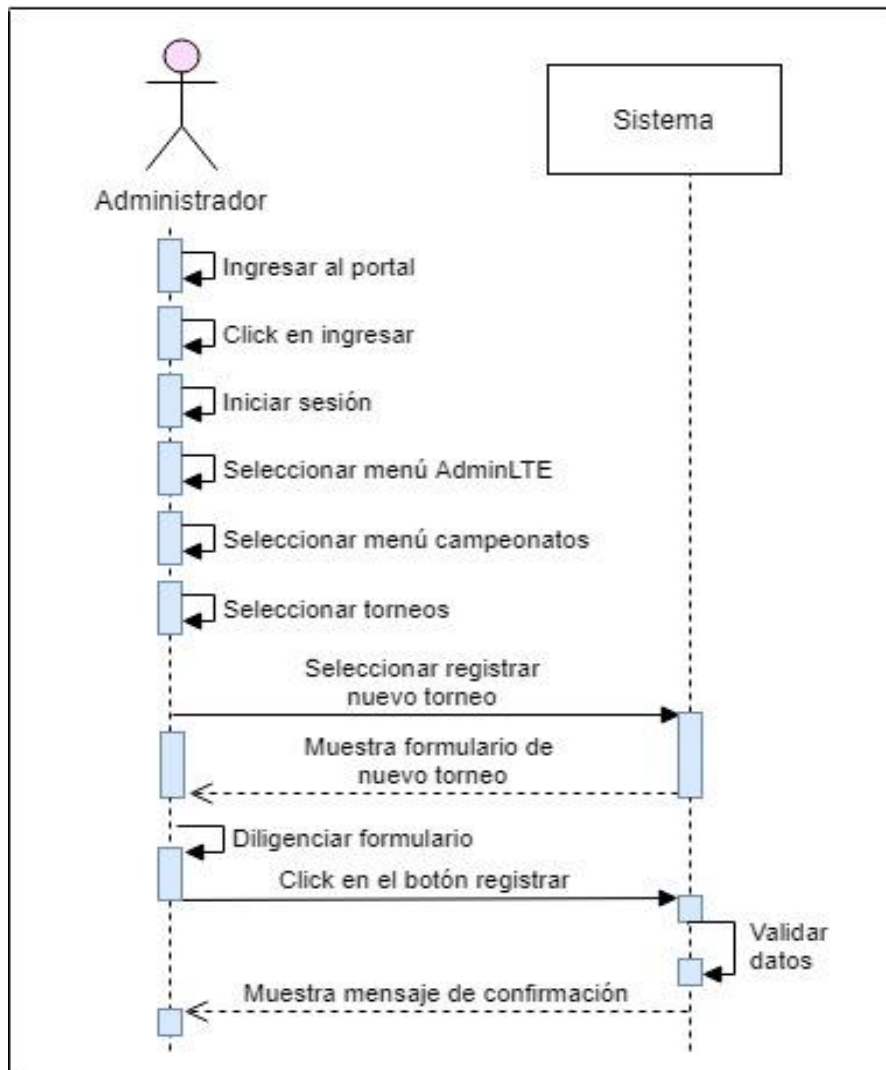 Sistema
Administrador
Ingresar al portal
Click en ingresar
Iniciar sesión
Seleccionar menú AdminLTE
Seleccionar menú campeonatos
Seleccionar torneos
Seleccionar registrar
nuevo torneo
Muestra formulario de
nuevo torneo
Diligenciar formulario
Click en el botón registrar
Validar
datos
Muestra mensaje de confirmación